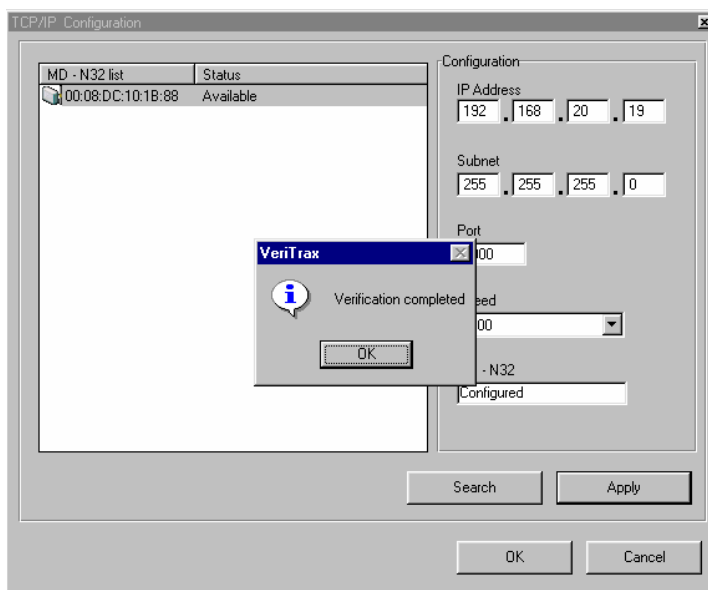 TCP/IP Configuration
MD - N32 list Status
00:08:DC:10:1B:88 Available
Configuration
IP Address
192 . 168 . 20 . 19
Subnet
255 . 255 . 255 . 0
Port
VeriTrax
Verification completed
OK
- N32
Configured
Search Apply
OK Cancel